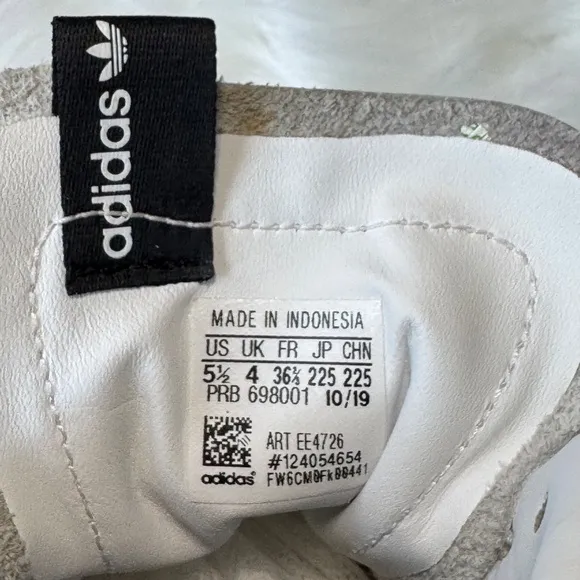 adidas
MADE IN INDONESIA
US UK FR JP CHN
5½ 4 36⅔ 225 225
PRB 698001 10/19
ART EE4726
#124054654
adidas